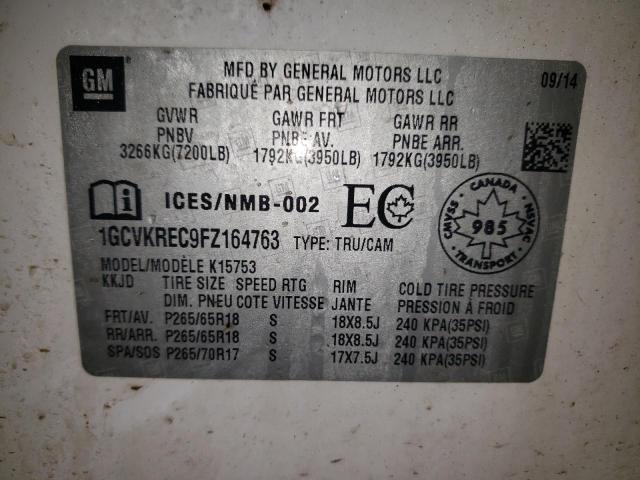 GM
MFD BY GENERAL MOTORS LLC
FABRIQUÉ PAR GENERAL MOTORS LLC
09/14
GVWR GAWR FRT GAWR RR
PNBV PNBE AV. PNBE ARR.
3266KG(7200LB) 1792KG(3950LB) 1792KG(3950LB)
ICES/NMB-002 EC
CANADA CMVSS NSVAC 985 TRANSPORT
1GCVKREC9FZ164763 TYPE: TRU/CAM
MODEL/MODÈLE K15753
KKJD TIRE SIZE SPEED RTG RIM COLD TIRE PRESSURE
DIM. PNEU COTE VITESSE JANTE PRESSION À FROID
FRT/AV. P265/65R18 S 18X8.5J 240 KPA(35PSI)
RR/ARR. P265/65R18 S 18X8.5J 240 KPA(35PSI)
SPA/SOS P265/70R17 S 17X7.5J 240 KPA(35PSI)